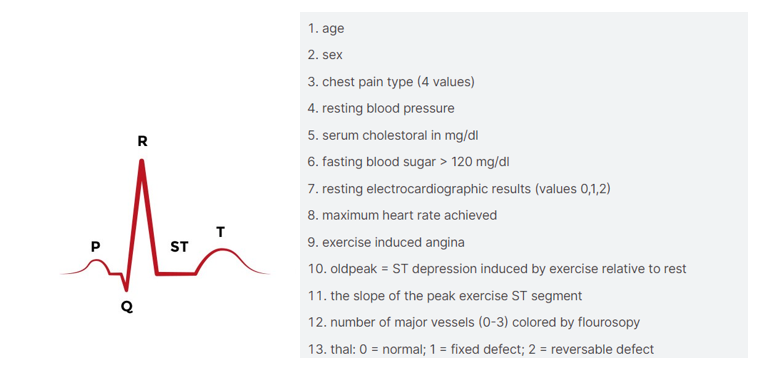 R
P
ST
T
Q
1. age
2. sex
3. chest pain type (4 values)
4. resting blood pressure
5. serum cholestoral in mg/dl
6. fasting blood sugar > 120 mg/dl
7. resting electrocardiographic results (values 0,1,2)
8. maximum heart rate achieved
9. exercise induced angina
10. oldpeak = ST depression induced by exercise relative to rest
11. the slope of the peak exercise ST segment
12. number of major vessels (0-3) colored by flourosopy
13. thal: 0 = normal; 1 = fixed defect; 2 = reversable defect